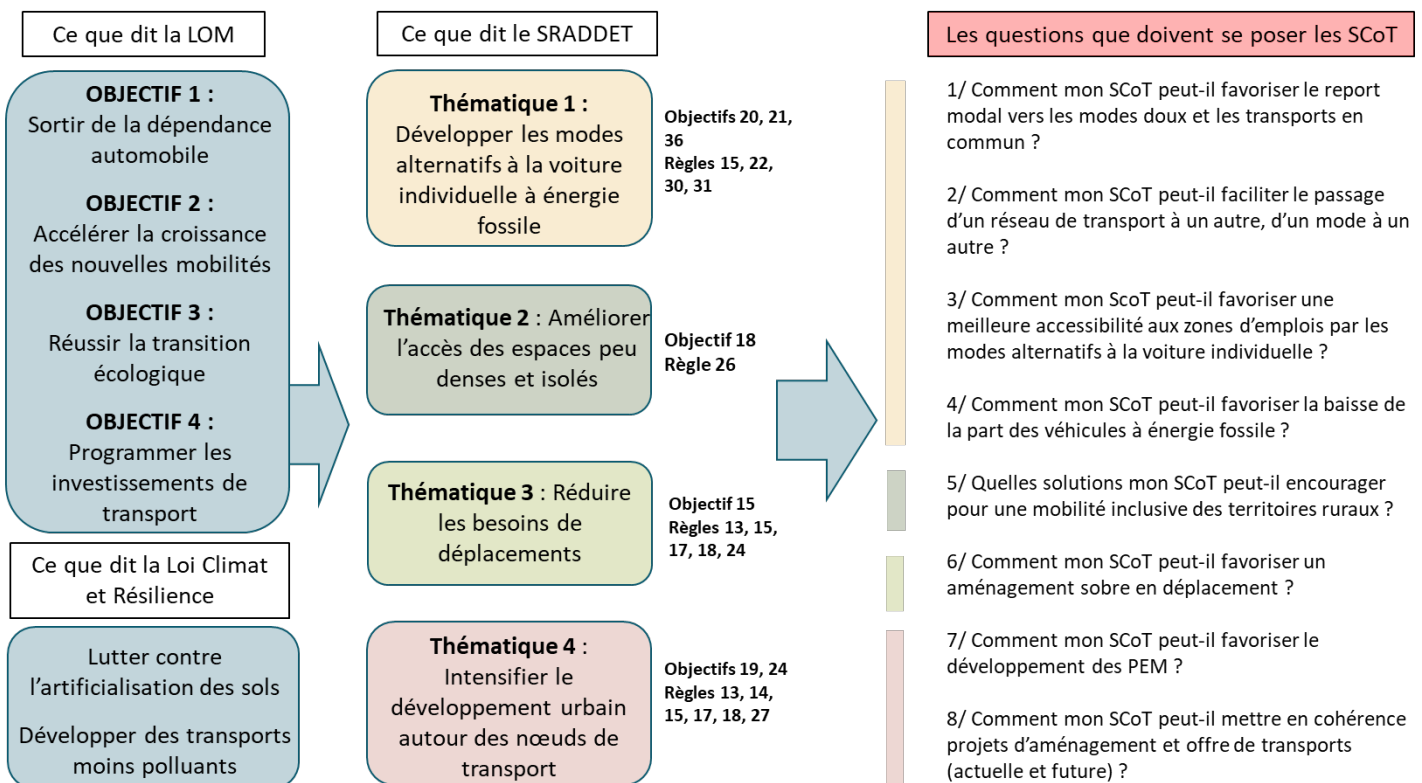 Ce que dit la LOM
OBJECTIF 1 :
Sortir de la dépendance
automobile
OBJECTIF 2 :
Accélérer la croissance
des nouvelles mobilités
OBJECTIF 3 :
Réussir la transition
écologique
OBJECTIF 4 :
Programmer les
investissements de
transport
Ce que dit la Loi Climat
et Résilience
Lutter contre
l’artificialisation des sols
Développer des transports
moins polluants
Ce que dit le SRADDET
Thématique 1 :
Développer les modes
alternatifs à la voiture
individuelle à énergie
fossile
Objectifs 20, 21,
36
Règles 15, 22,
30, 31
Thématique 2 : Améliorer
l’accès des espaces peu
denses et isolés
Objectif 18
Règle 26
Thématique 3 : Réduire
les besoins de
déplacements
Objectif 15
Règles 13, 15,
17, 18, 24
Thématique 4 :
Intensifier le
développement urbain
autour des nœuds de
transport
Objectifs 19, 24
Règles 13, 14,
15, 17, 18, 27
Les questions que doivent se poser les SCoT
1/ Comment mon SCoT peut-il favoriser le report
modal vers les modes doux et les transports en
commun ?
2/ Comment mon SCoT peut-il faciliter le passage
d’un réseau de transport à un autre, d’un mode à un
autre ?
3/ Comment mon ScoT peut-il favoriser une
meilleure accessibilité aux zones d’emplois par les
modes alternatifs à la voiture individuelle ?
4/ Comment mon SCoT peut-il favoriser la baisse de
la part des véhicules à énergie fossile ?
5/ Quelles solutions mon SCoT peut-il encourager
pour une mobilité inclusive des territoires ruraux ?
6/ Comment mon SCoT peut-il favoriser un
aménagement sobre en déplacement ?
7/ Comment mon SCoT peut-il favoriser le
développement des PEM ?
8/ Comment mon SCoT peut-il mettre en cohérence
projets d’aménagement et offre de transports
(actuelle et future) ?